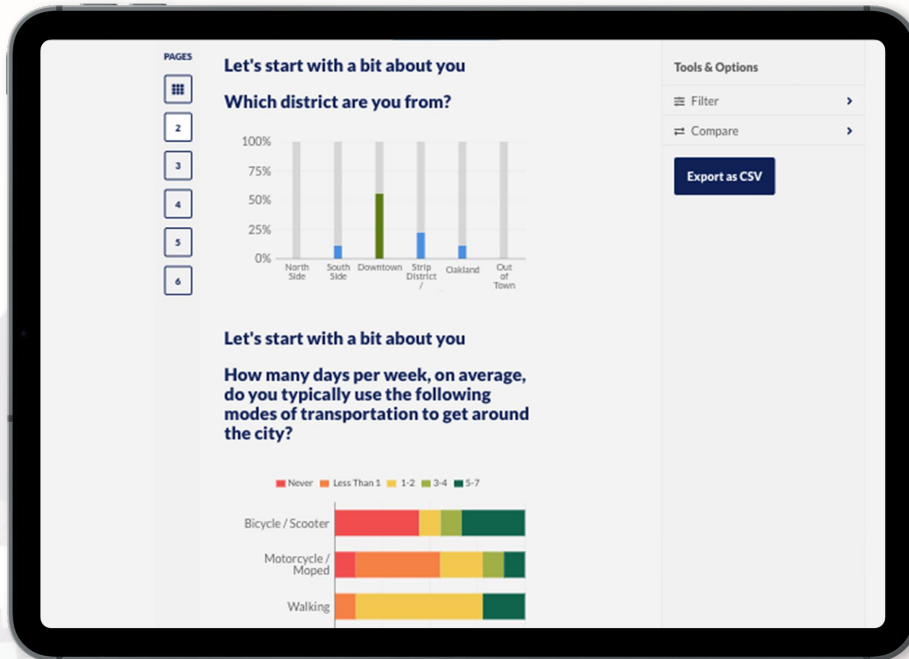 PAGES
2
3
4
5
6
Let's start with a bit about you
Which district are you from?
100%
75%
50%
25%
0%
North
Side
South
Side
Downtown
Strip
District
/
Oakland
Out
of
Town
Let's start with a bit about you
How many days per week, on average,
do you typically use the following
modes of transportation to get around
the city?
Never Less Than 1 1-2 3-4 5-7
Bicycle / Scooter
Motorcycle /
Moped
Walking
Tools & Options
Filter
Compare
Export as CSV